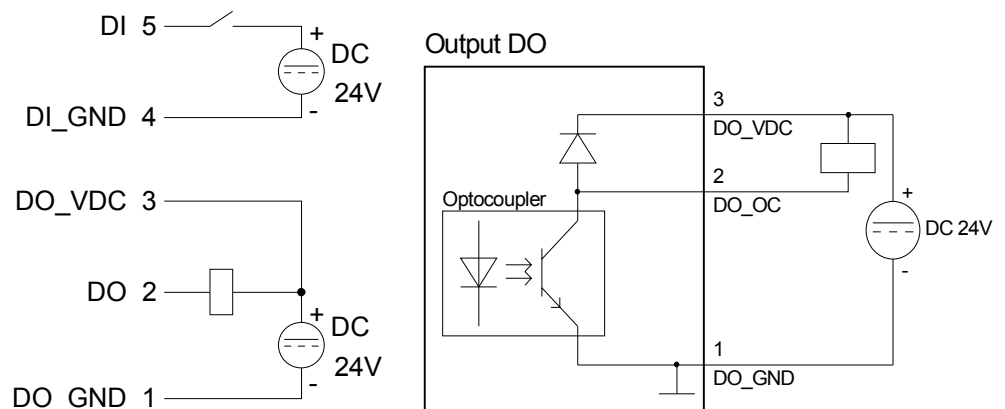 DI 5
+
DC
24V
-
DI_GND 4
DO_VDC 3
DO 2
+
DC
24V
-
DO_GND 1
Output DO
3
DO_VDC
2
DO_OC
Optocoupler
+
DC 24V
-
1
DO_GND